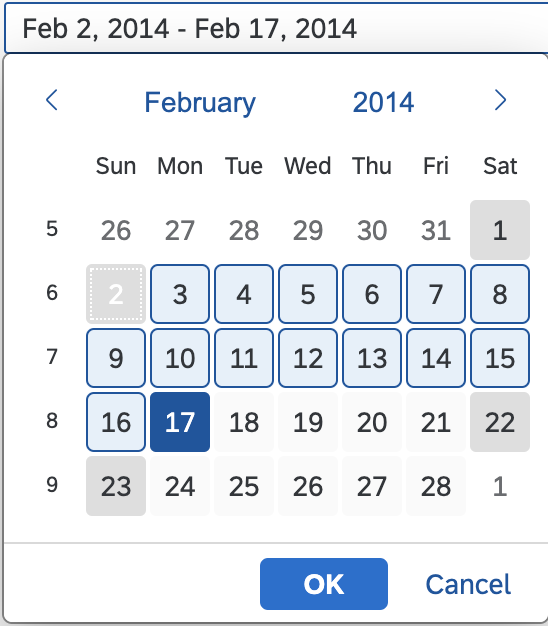 Feb 2, 2014 - Feb 17, 2014
February 2014
Sun Mon Tue Wed Thu Fri Sat
5 26 27 28 29 30 31 1
6 2 3 4 5 6 7 8
7 9 10 11 12 13 14 15
8 16 17 18 19 20 21 22
9 23 24 25 26 27 28 1
OK Cancel